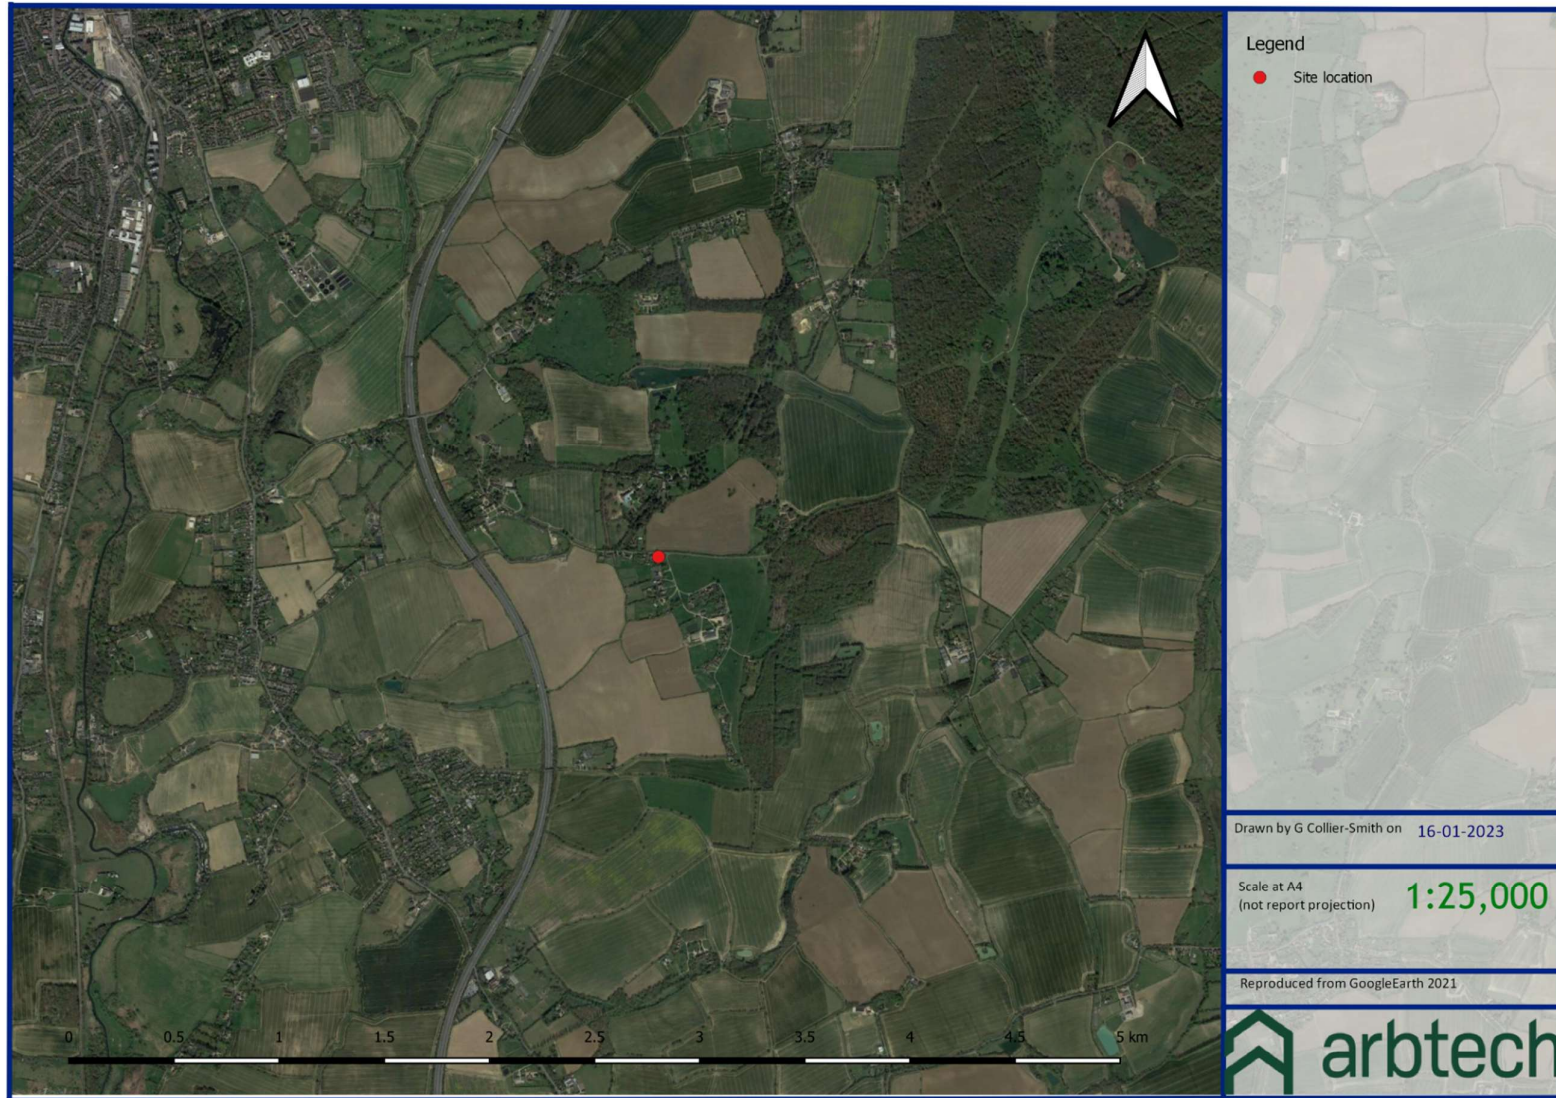 Legend
Site location
Drawn by G Collier-Smith on 16-01-2023
Scale at A4
(not report projection) 1:25,000
Reproduced from GoogleEarth 2021
arbtech
0 0.5 1 1.5 2 2.5 3 3.5 4 4.5 5 km